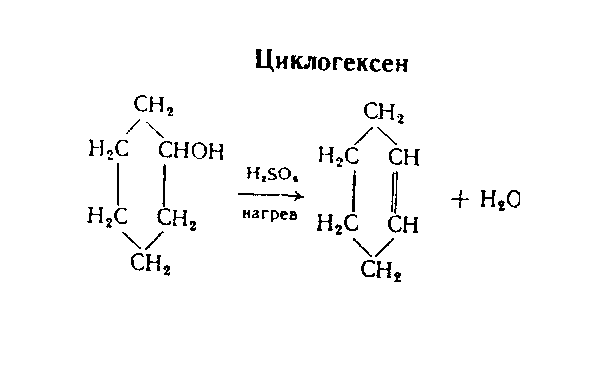 Циклогексен
CH₂ CH₂
H₂C CHOH H₂SO₄ H₂C CH
нагрев + H₂O
H₂C CH₂ H₂C CH
CH₂ CH₂